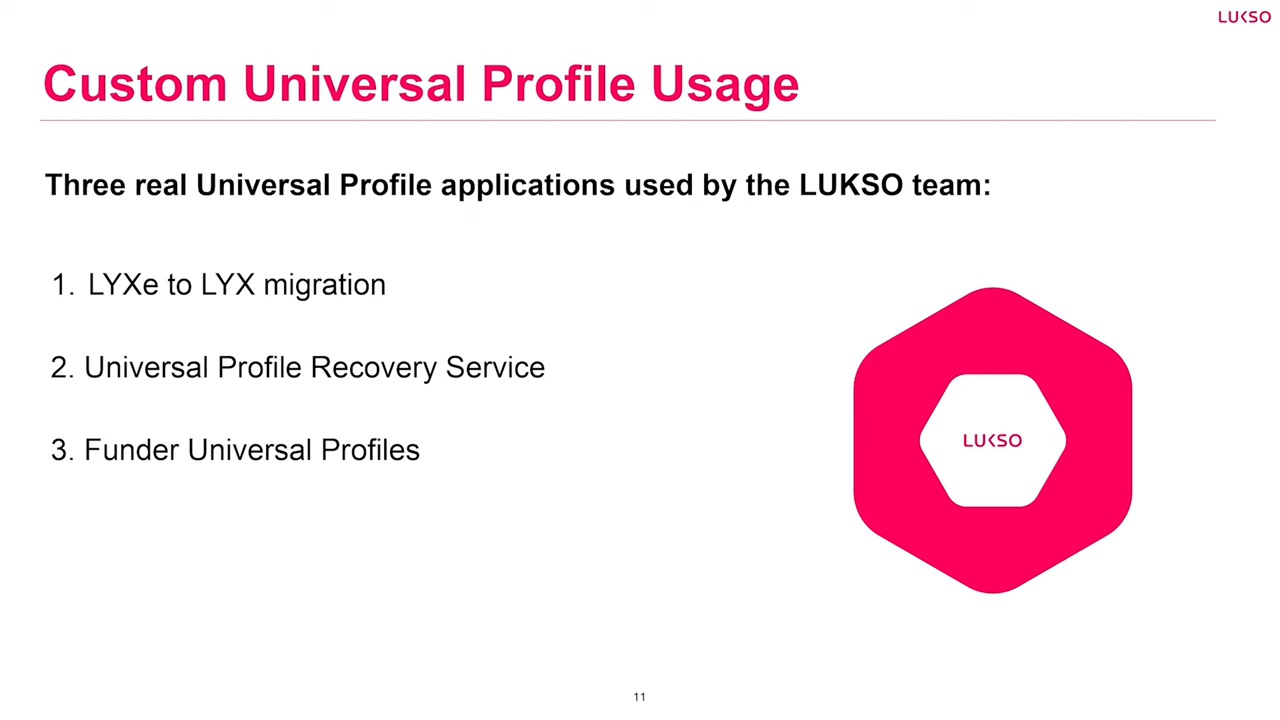 LUKSO
Custom Universal Profile Usage
Three real Universal Profile applications used by the LUKSO team:
1. LYXe to LYX migration
2. Universal Profile Recovery Service
3. Funder Universal Profiles
LUKSO
11